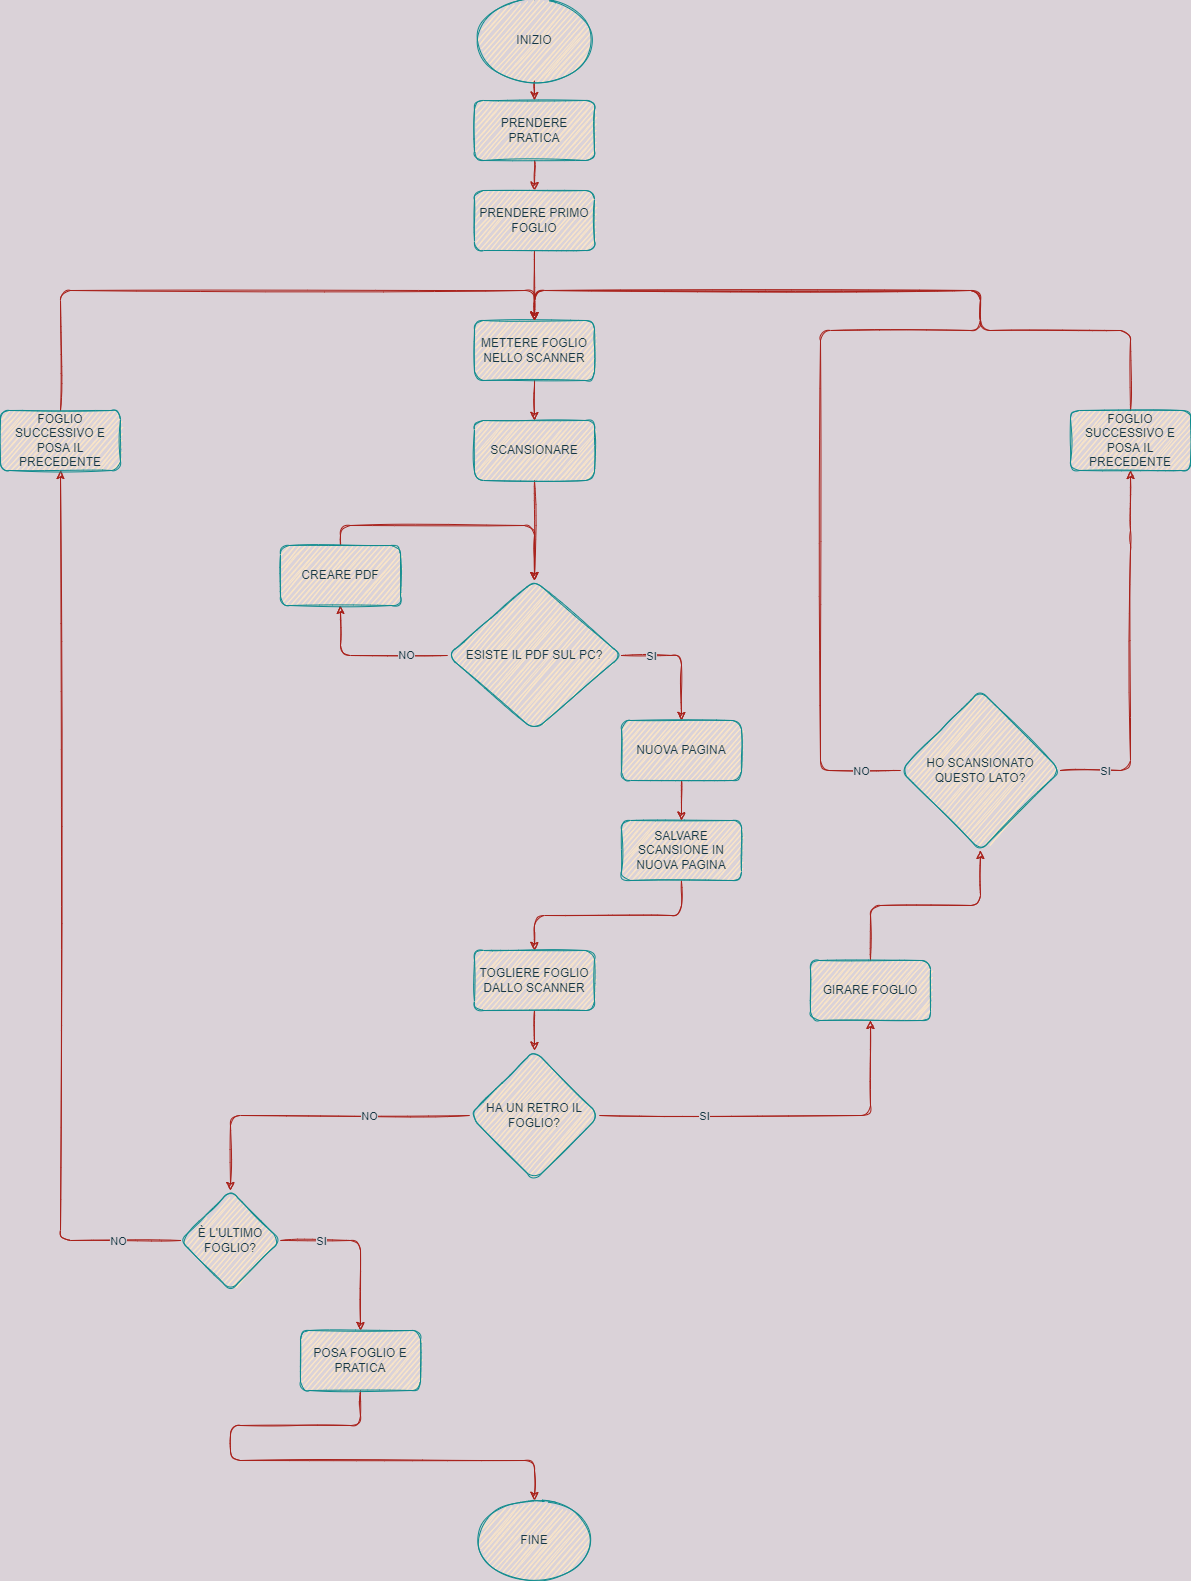 INIZIO
PRENDERE
PRATICA
PRENDERE PRIMO
FOGLIO
METTERE FOGLIO
NELLO SCANNER
FOGLIO
SUCCESSIVO E
POSA IL
PRECEDENTE
SCANSIONARE
FOGLIO
SUCCESSIVO E
POSA IL
PRECEDENTE
CREARE PDF
NO
ESISTE IL PDF SUL PC?
SI
NUOVA PAGINA
NO
HO SCANSIONATO
QUESTO LATO?
SI
SALVARE
SCANSIONE IN
NUOVA PAGINA
TOGLIERE FOGLIO
DALLO SCANNER
GIRARE FOGLIO
NO
HA UN RETRO IL
FOGLIO?
SI
NO
È L'ULTIMO
FOGLIO?
SI
POSA FOGLIO E
PRATICA
FINE